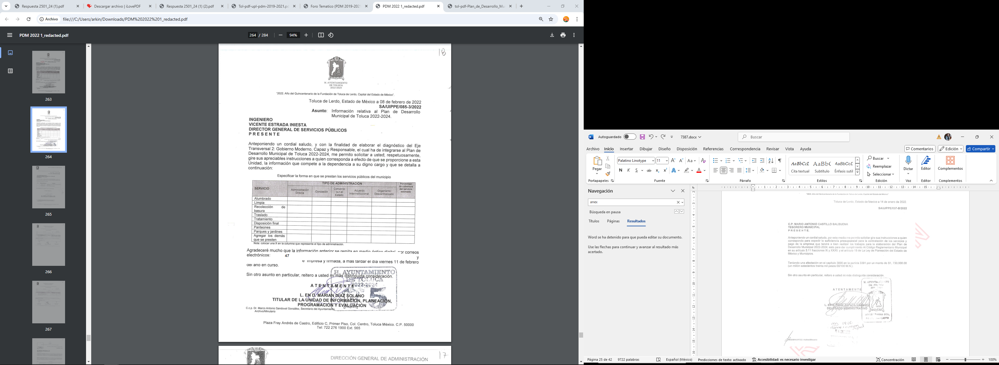 Respuesta 2501_24 (1).pdf
Descargar archivo | iLovePDF
Respuesta 2501_24 (1) (2).pdf
Tol-pdf-upl-pdm-2019-2021.pd
Foro Tematico (PDM 2019-2021
PDM 2022 1_redacted.pdf
tol-pdf-Plan_de_Desarrollo_Mu
Archivo
file:///C:/Users/arkin/Downloads/PDM%202022%201_redacted.pdf
PDM 2022 1_redacted.pdf
264 / 284
94%
263
264
265
266
267
18
H. AYUNTAMIENTO
DE TOLUCA
2022-2024
"2022. Año del Quincentenario de la Fundación de Toluca de Lerdo, Capital del Estado de México".
Toluca de Lerdo, Estado de México a 08 de febrero de 2022
SA/UIPPE/085-3/2022
Asunto: Información relativa al Plan de Desarrollo
Municipal de Toluca 2022-2024.
INGENIERO
VICENTE ESTRADA INIESTA
DIRECTOR GENERAL DE SERVICIOS PÚBLICOS
P R E S E N T E
Anteponiendo un cordial saludo, y con la finalidad de elaborar el diagnóstico del Eje
Transversal 2: Gobierno Moderno, Capaz y Responsable, el cual ha de integrarse al Plan de
Desarrollo Municipal de Toluca 2022-2024, me permito solicitar a usted, respetuosamente,
gire sus apreciables instrucciones a quien corresponda a efecto de que se proporcione a esta
Unidad, la información que compete a la dependencia a su digno cargo y que se detalla a
continuación:
Especificar la forma en que se prestan los servicios públicos del municipio
SERVICIO
TIPO DE ADMINISTRACIÓN
Porcentaje
de cobertura
del servicio
estimado
Administración
Directa
Concesión
Convenio
con el
Estado
Acuerdo
Interinstitucional
Organismo
Descentralizado
Alumbrado
Limpia
Recolección de
basura
Traslado
Tratamiento
Disposición final
Panteones
Parques y jardines
Agregar los demás
que se presten
Nota: colocar una X en la columna que represente el tipo de administración.
Agradeceré mucho que la información anterior se remita en medio óptico digital, por correos
electrónicos: 47 y
e impresa y firmada, a más tardar el día viernes 11 de febrero
del año en curso.
Sin otro asunto en particular, reitero a usted mi más distinguida consideración.
H. AYUNTAMIENTO
DE TOLUCA
2022-2024
5
A T E N T A M E N T E
L. EN D. MARIAN DÍAZ SOLANO
TITULAR DE LA UNIDAD DE INFORMACIÓN, PLANEACIÓN,
PROGRAMACIÓN Y EVALUACIÓN
C.c.p. Dr. Marco Antonio Sandoval González, Secretario del Ayuntamiento.
Archivo/Minutario
Plaza Fray Andrés de Castro, Edificio C, Primer Piso, Col. Centro, Toluca México. C.P. 50000
Tel: 722 276 1900 Ext. 565
DIRECCIÓN GENERAL DE ADMINISTRACIÓN
17
Autoguardado
7387.docx
Buscar
Archivo Inicio Insertar Dibujar Diseño Disposición Referencias Correspondencia Revisar Vista Ayuda
Comentarios
Edición
Compartir
Pegar
Portapapeles
Palatino Linotype
11
Fuente
Párrafo
AaBbCcL AaBbC AaBbCcL
Cita textual Subtítulo Énfasis sutil
Estilos
Buscar
Reemplazar
Seleccionar
Edición
Dictar
Voz
Editor
Editor
Complementos
Complementos
Navegación
anex
Búsqueda en pausa
Títulos Páginas Resultados
Word se ha detenido para que pueda editar su documento.
Use las flechas para continuar y avanzar al resultado más
acertado.
"2022. Año del Quincentenario de la Fundación de Toluca de Lerdo, Capital del Estado de México"
Toluca de Lerdo, Estado de México a 14 de enero de 2022
SA/UIPPE/037-B/2022
C.P. MARIO ANTONIO CASTILLO BALBUENA
TESORERO MUNICIPAL
P R E S E N T E.
Anteponiendo un cordial saludo, por este medio me permito solicitar gire sus instrucciones a quien
corresponda para expedir la suficiencia presupuestal para la contratación de los servicios y
pago de la empresa que tendrá a bien realizar los trabajos para la elaboración del Plan de
Desarrollo Municipal 2022-2024; esto para dar cumplimiento Al Código Reglamentario Municipal
en su artículo 3.11 fracciones IX y XXXII; y el artículo 18 de La Ley de Planeación del Estado de
México y Municipios.
Teniendo una afectación en el capítulo 3000 en la partida 3391 por un monto de $1, 730,000.00
(un millón setecientos treinta mil pesos 00/100 M.N.).
Sin otro asunto en particular, reitero a usted mi más distinguida consideración.
A T E N T A M E N T E
L. EN D. FELIX ZAPATA VAZQUEZ
DELEGADO ADMINISTRATIVO
Página 25 de 42
9722 palabras
Español (México)
Predicciones de texto: activado
Accesibilidad: es necesario investigar
Concentración
100%